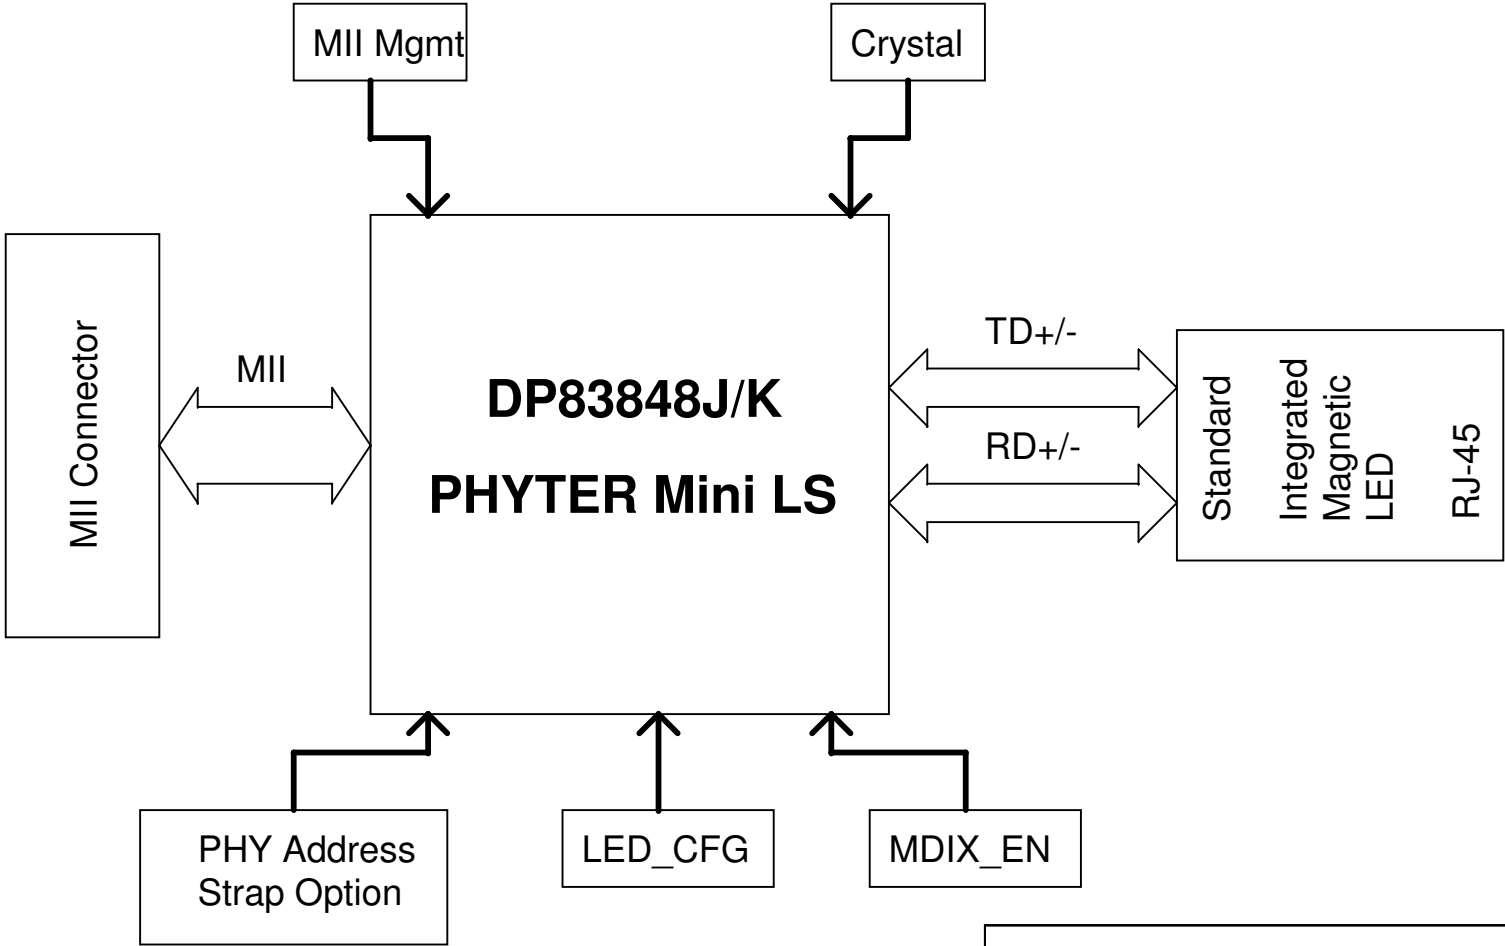 MII Mgmt
Crystal
MII Connector
MII
DP83848J/K
PHYTER Mini LS
TD+/-
RD+/-
Standard
Integrated
Magnetic
LED
RJ-45
PHY Address
Strap Option
LED_CFG
MDIX_EN